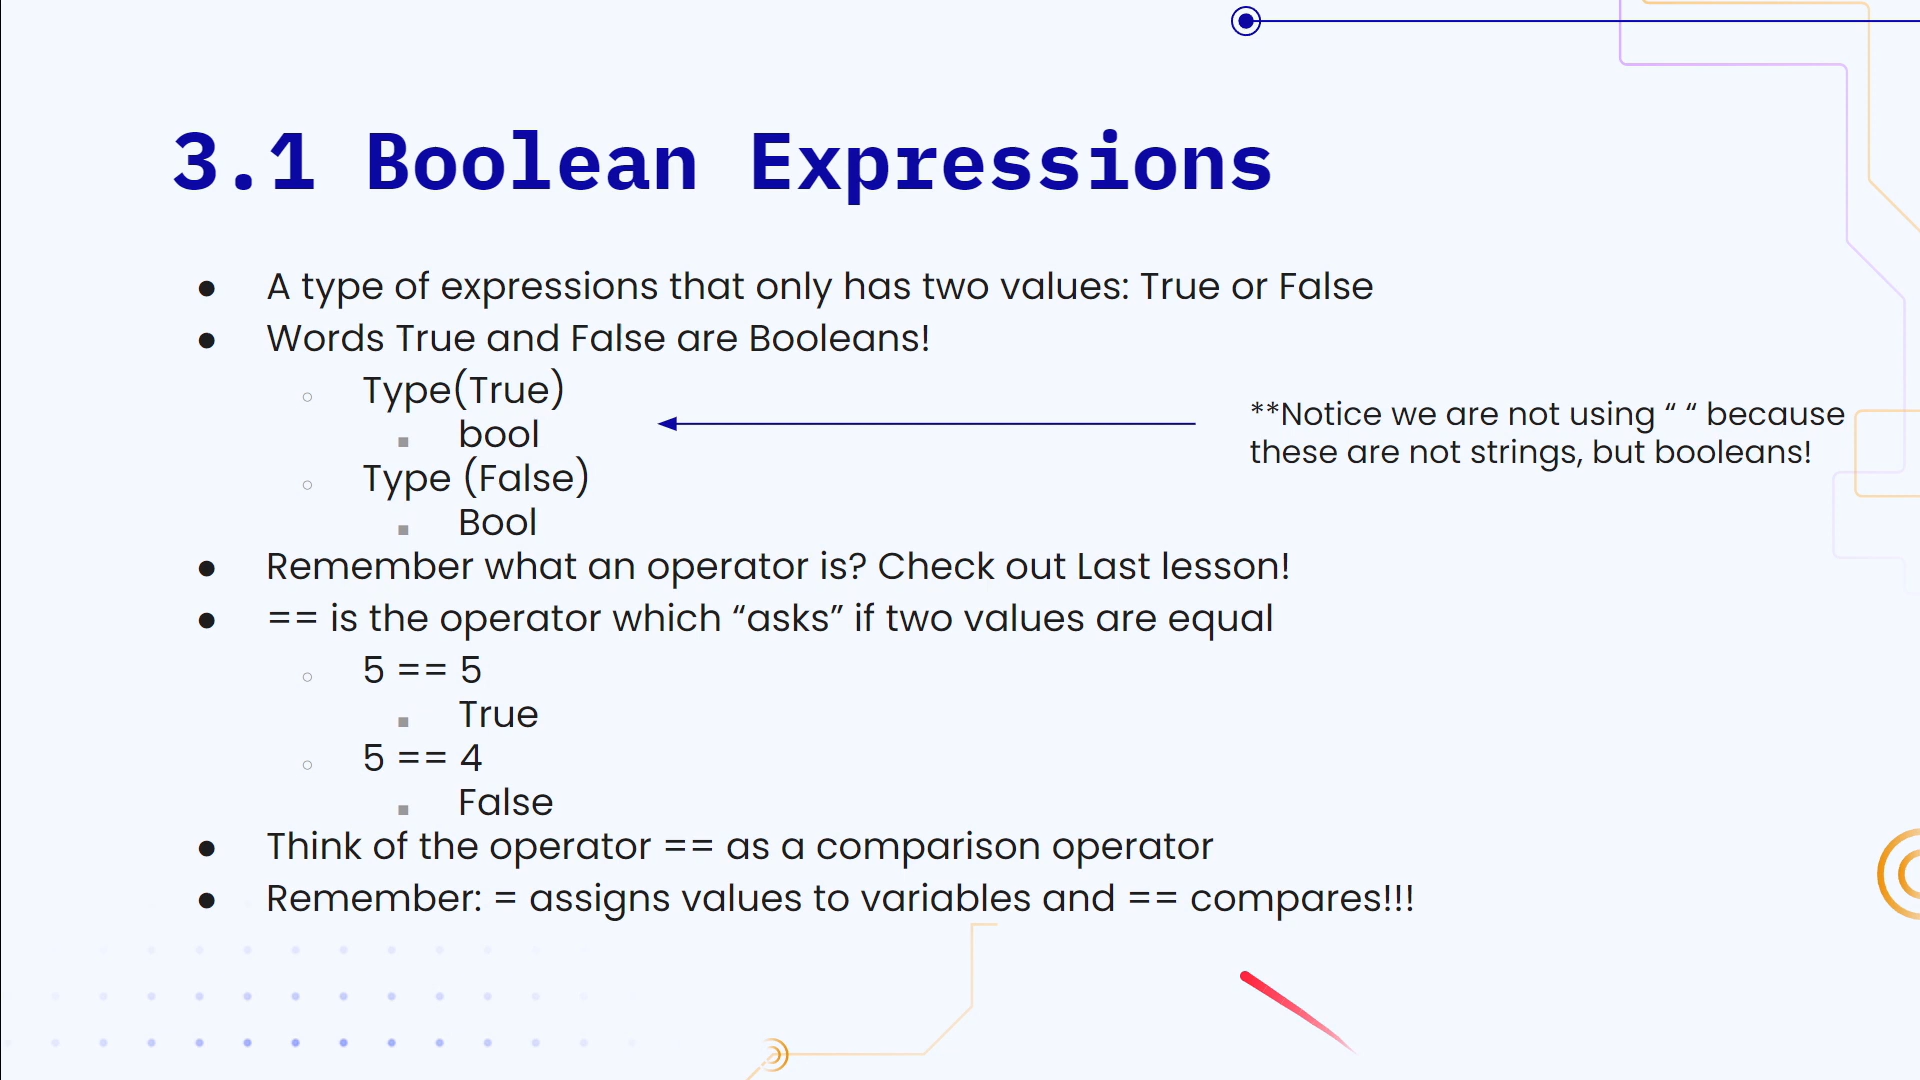 3.1 Boolean Expressions
● A type of expressions that only has two values: True or False
● Words True and False are Booleans!
○ Type(True)
■ bool
○ Type (False)
■ Bool
**Notice we are not using “ “ because
these are not strings, but booleans!
● Remember what an operator is? Check out Last lesson!
● == is the operator which “asks” if two values are equal
○ 5 == 5
■ True
○ 5 == 4
■ False
● Think of the operator == as a comparison operator
● Remember: = assigns values to variables and == compares!!!